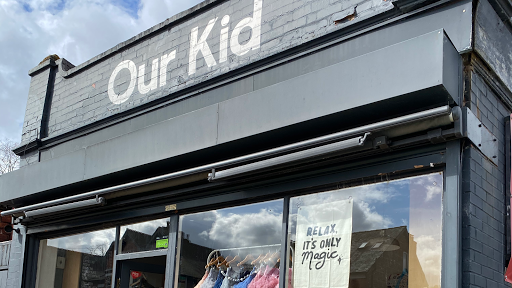 Our Kid
RELAX,
IT'S ONLY
Magic